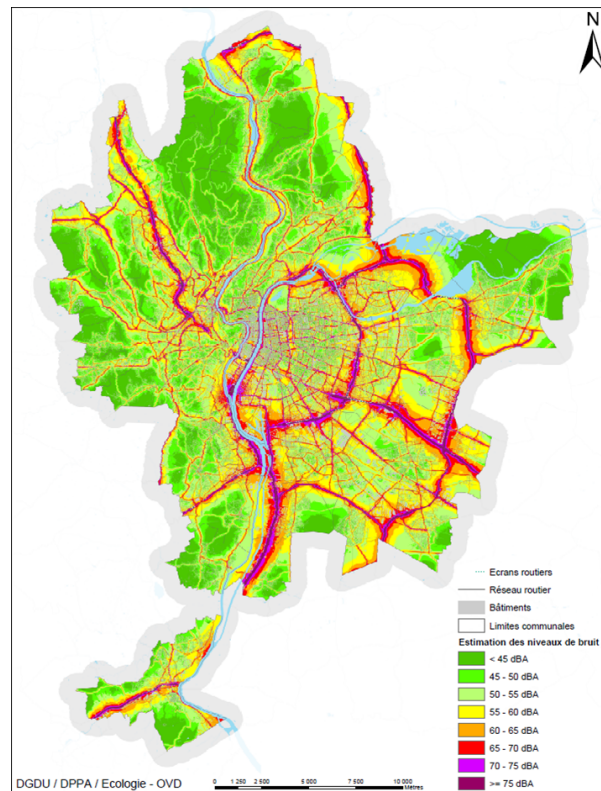 N
Ecrans routiers
Réseau routier
Bâtiments
Limites communales
Estimation des niveaux de bruit
< 45 dBA
45 - 50 dBA
50 - 55 dBA
55 - 60 dBA
60 - 65 dBA
65 - 70 dBA
70 - 75 dBA
>= 75 dBA
DGDU / DPPA / Ecologie - OVD
0 1 250 2 500 5 000 7 500 10 000
Mètres